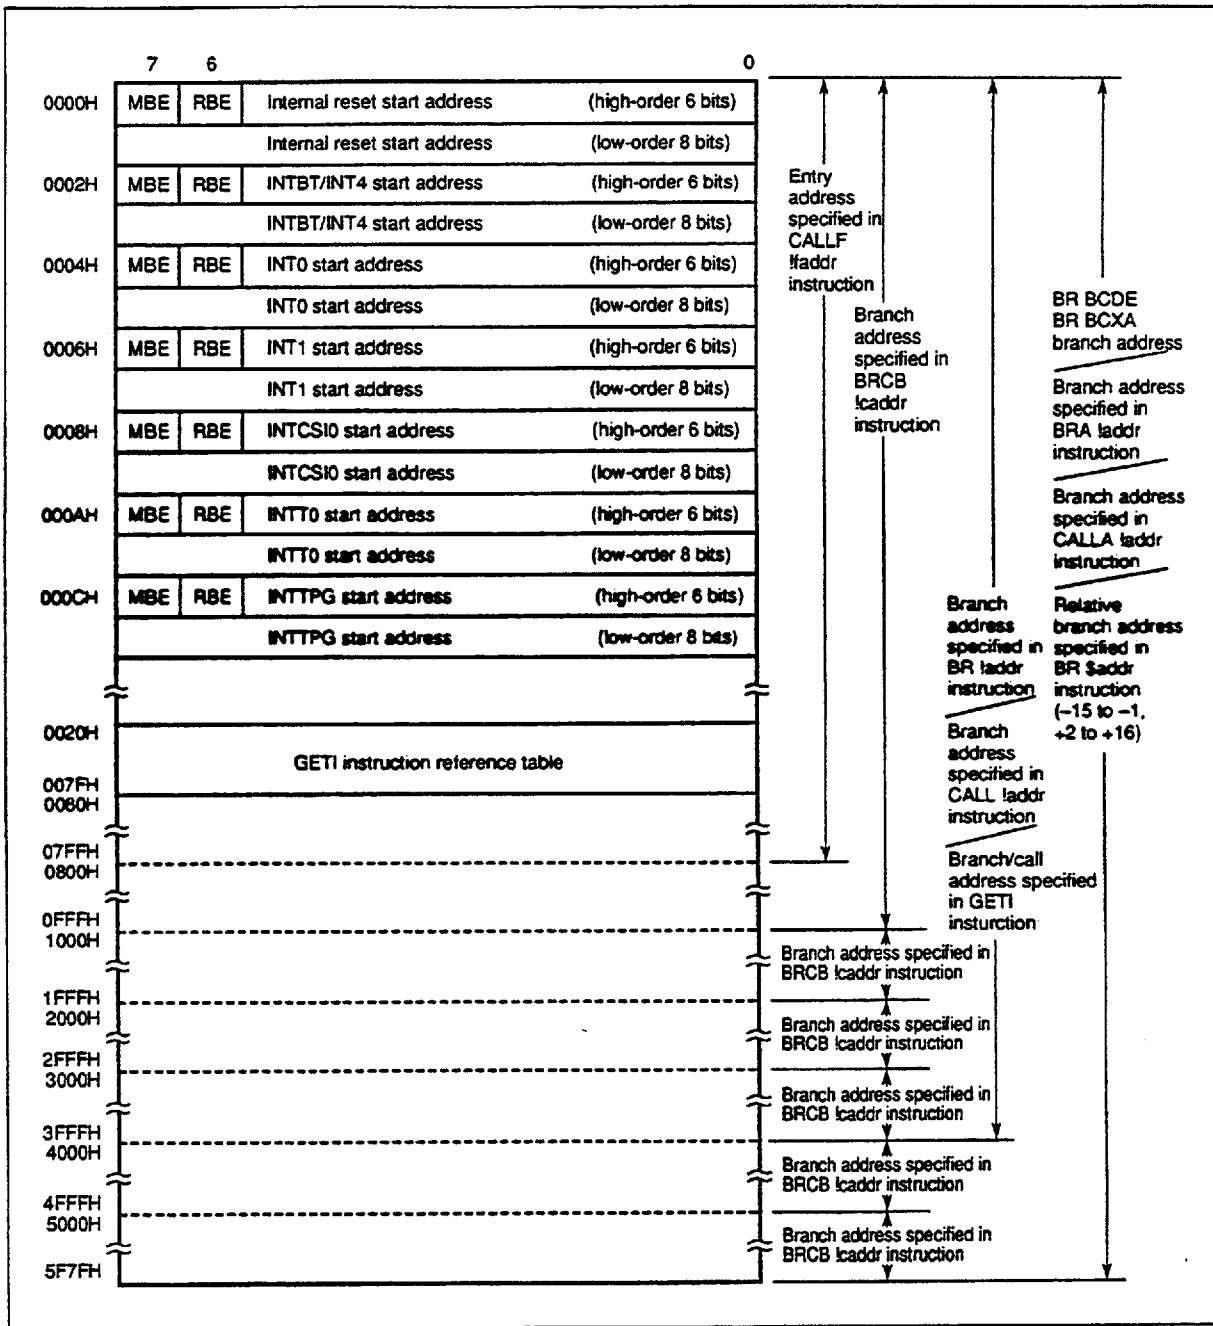 7 6 0
0000H MBE RBE Internal reset start address (high-order 6 bits)
Internal reset start address (low-order 8 bits)
0002H MBE RBE INTBT/INT4 start address (high-order 6 bits)
INTBT/INT4 start address (low-order 8 bits)
0004H MBE RBE INT0 start address (high-order 6 bits)
INT0 start address (low-order 8 bits)
0006H MBE RBE INT1 start address (high-order 6 bits)
INT1 start address (low-order 8 bits)
0008H MBE RBE INTCSI0 start address (high-order 6 bits)
INTCSI0 start address (low-order 8 bits)
000AH MBE RBE INTT0 start address (high-order 6 bits)
INTT0 start address (low-order 8 bits)
000CH MBE RBE INTTPG start address (high-order 6 bits)
INTTPG start address (low-order 8 bits)
0020H
GETI instruction reference table
007FH
0080H
07FFH
0800H
0FFFH
1000H
1FFFH
2000H
2FFFH
3000H
3FFFH
4000H
4FFFH
5000H
5F7FH
Entry
address
specified in
CALLF
!faddr
instruction
Branch
address
specified in
BRCB
!caddr
instruction
Branch address specified in
BRCB !caddr instruction
Branch address specified in
BRCB !caddr instruction
Branch address specified in
BRCB !caddr instruction
Branch address specified in
BRCB !caddr instruction
Branch address specified in
BRCB !caddr instruction
Branch
address
specified in
BR !addr
instruction
Branch
address
specified in
CALL !addr
instruction
Branch/call
address specified
in GETI
insturction
BR BCDE
BR BCXA
branch address
Branch address
specified in
BRA !addr
instruction
Branch address
specified in
CALLA !addr
instruction
Relative
branch address
specified in
BR $addr
instruction
(–15 to –1,
+2 to +16)